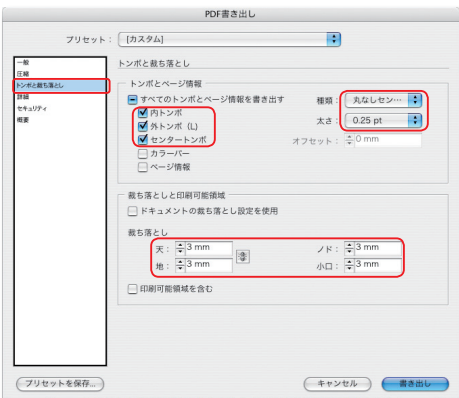 PDF書き出し
プリセット： [カスタム]
一般
圧縮
トンボと裁ち落とし
詳細
セキュリティ
概要
トンボと裁ち落とし
トンボとページ情報
すべてのトンボとページ情報を書き出す
内トンボ
外トンボ（L）
センタートンボ
カラーバー
ページ情報
種類： 丸なしセン…
太さ： 0.25 pt
オフセット： 0 mm
裁ち落としと印刷可能領域
ドキュメントの裁ち落とし設定を使用
裁ち落とし
天： 3 mm ノド： 3 mm
地： 3 mm 小口： 3 mm
印刷可能領域を含む
プリセットを保存... キャンセル 書き出し